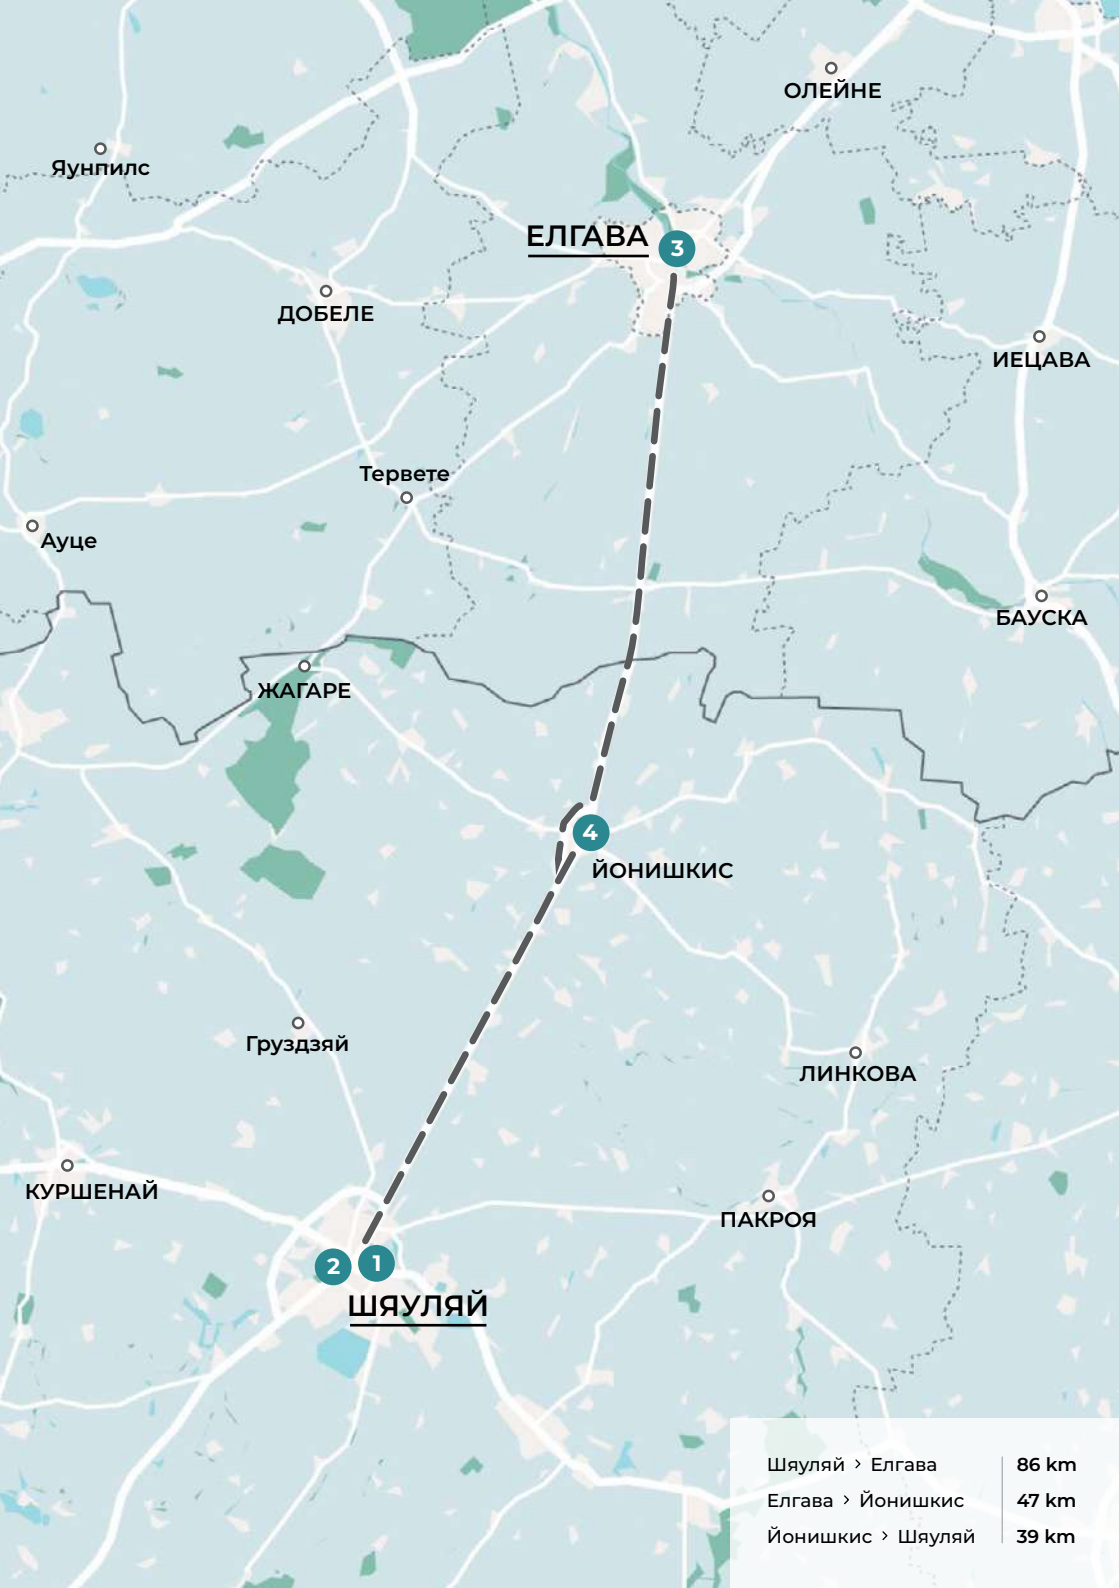 ОЛЕЙНЕ
Яунпилс
ЕЛГАВА
3
ДОБЕЛЕ
ИЕЦАВА
Тервете
Ауце
БАУСКА
ЖАГАРЕ
4
ЙОНИШКИС
Груздзяй
ЛИНКОВА
КУРШЕНАЙ
ПАКРОЯ
2
1
ШЯУЛЯЙ
Шяуляй › Елгава 86 km
Елгава › Йонишкис 47 km
Йонишкис › Шяуляй 39 km